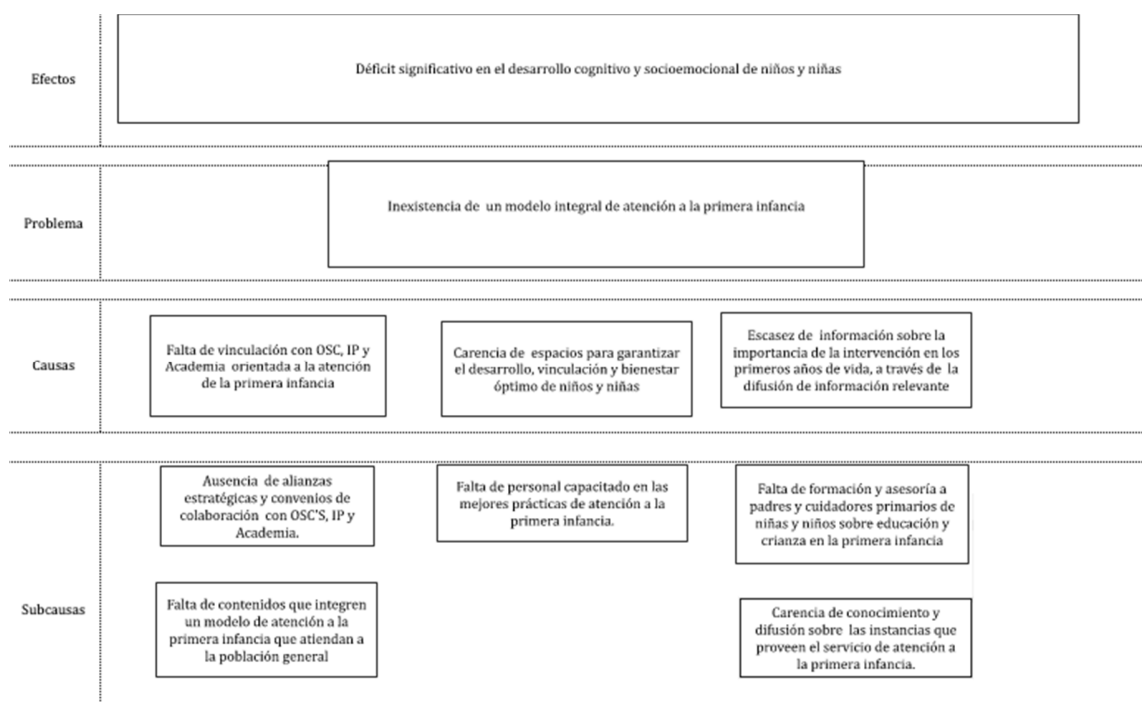 Efectos
Déficit significativo en el desarrollo cognitivo y socioemocional de niños y niñas
Problema
Inexistencia de un modelo integral de atención a la primera infancia
Causas
Falta de vinculación con OSC, IP y
Academia orientada a la atención
de la primera infancia
Carencia de espacios para garantizar
el desarrollo, vinculación y bienestar
óptimo de niños y niñas
Escasez de información sobre la
importancia de la intervención en los
primeros años de vida, a través de la
difusión de información relevante
Subcausas
Ausencia de alianzas
estratégicas y convenios de
colaboración con OSC'S, IP y
Academia.
Falta de personal capacitado en las
mejores prácticas de atención a la
primera infancia.
Falta de formación y asesoría a
padres y cuidadores primarios de
niñas y niños sobre educación y
crianza en la primera infancia
Falta de contenidos que integren
un modelo de atención a la
primera infancia que atiendan a
la población general
Carencia de conocimiento y
difusión sobre las instancias que
proveen el servicio de atención a
la primera infancia.